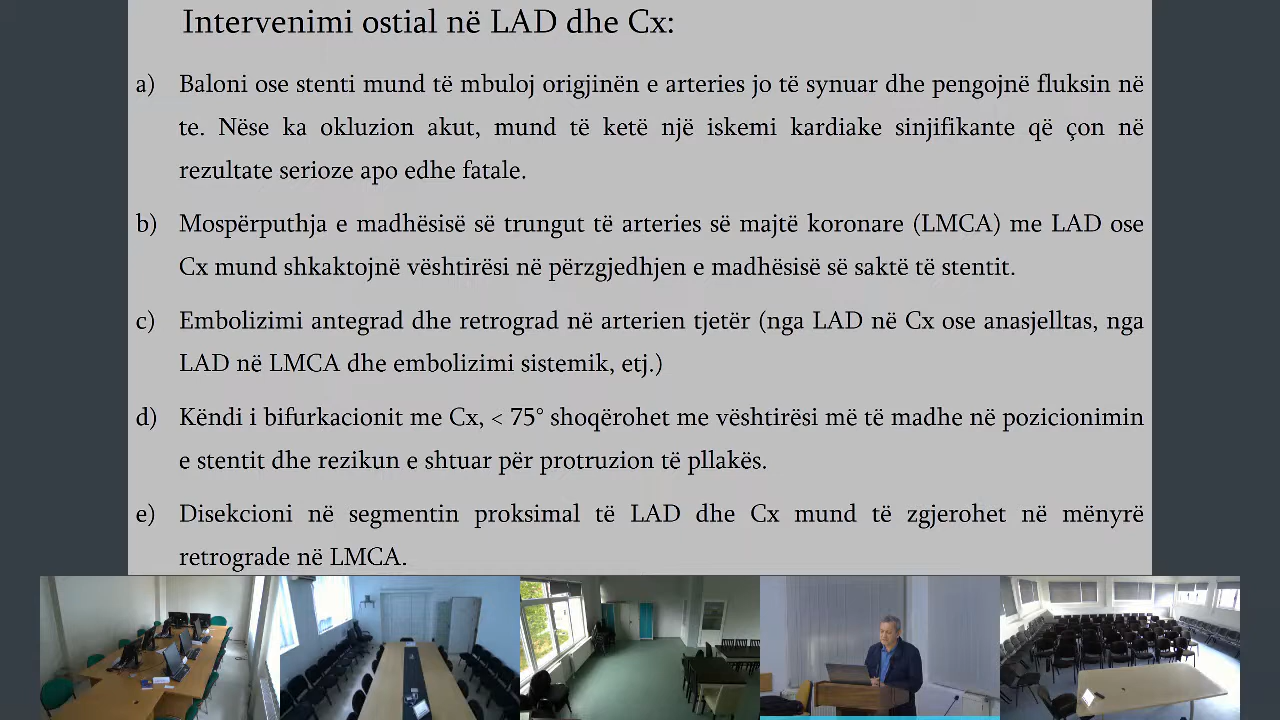 Intervenimi ostial në LAD dhe Cx:
a) Baloni ose stenti mund të mbuloj origjinën e arteries jo të synuar dhe pengojnë fluksin në
te. Nëse ka okluzion akut, mund të ketë një iskemi kardiake sinjifikante që çon në
rezultate serioze apo edhe fatale.
b) Mospërputhja e madhësisë së trungut të arteries së majtë koronare (LMCA) me LAD ose
Cx mund shkaktojnë vështirësi në përzgjedhjen e madhësisë së saktë të stentit.
c) Embolizimi antegrad dhe retrograd në arterien tjetër (nga LAD në Cx ose anasjelltas, nga
LAD në LMCA dhe embolizimi sistemik, etj.)
d) Këndi i bifurkacionit me Cx, < 75° shoqërohet me vështirësi më të madhe në pozicionimin
e stentit dhe rezikun e shtuar për protruzion të pllakës.
e) Disekcioni në segmentin proksimal të LAD dhe Cx mund të zgjerohet në mënyrë
retrograde në LMCA.